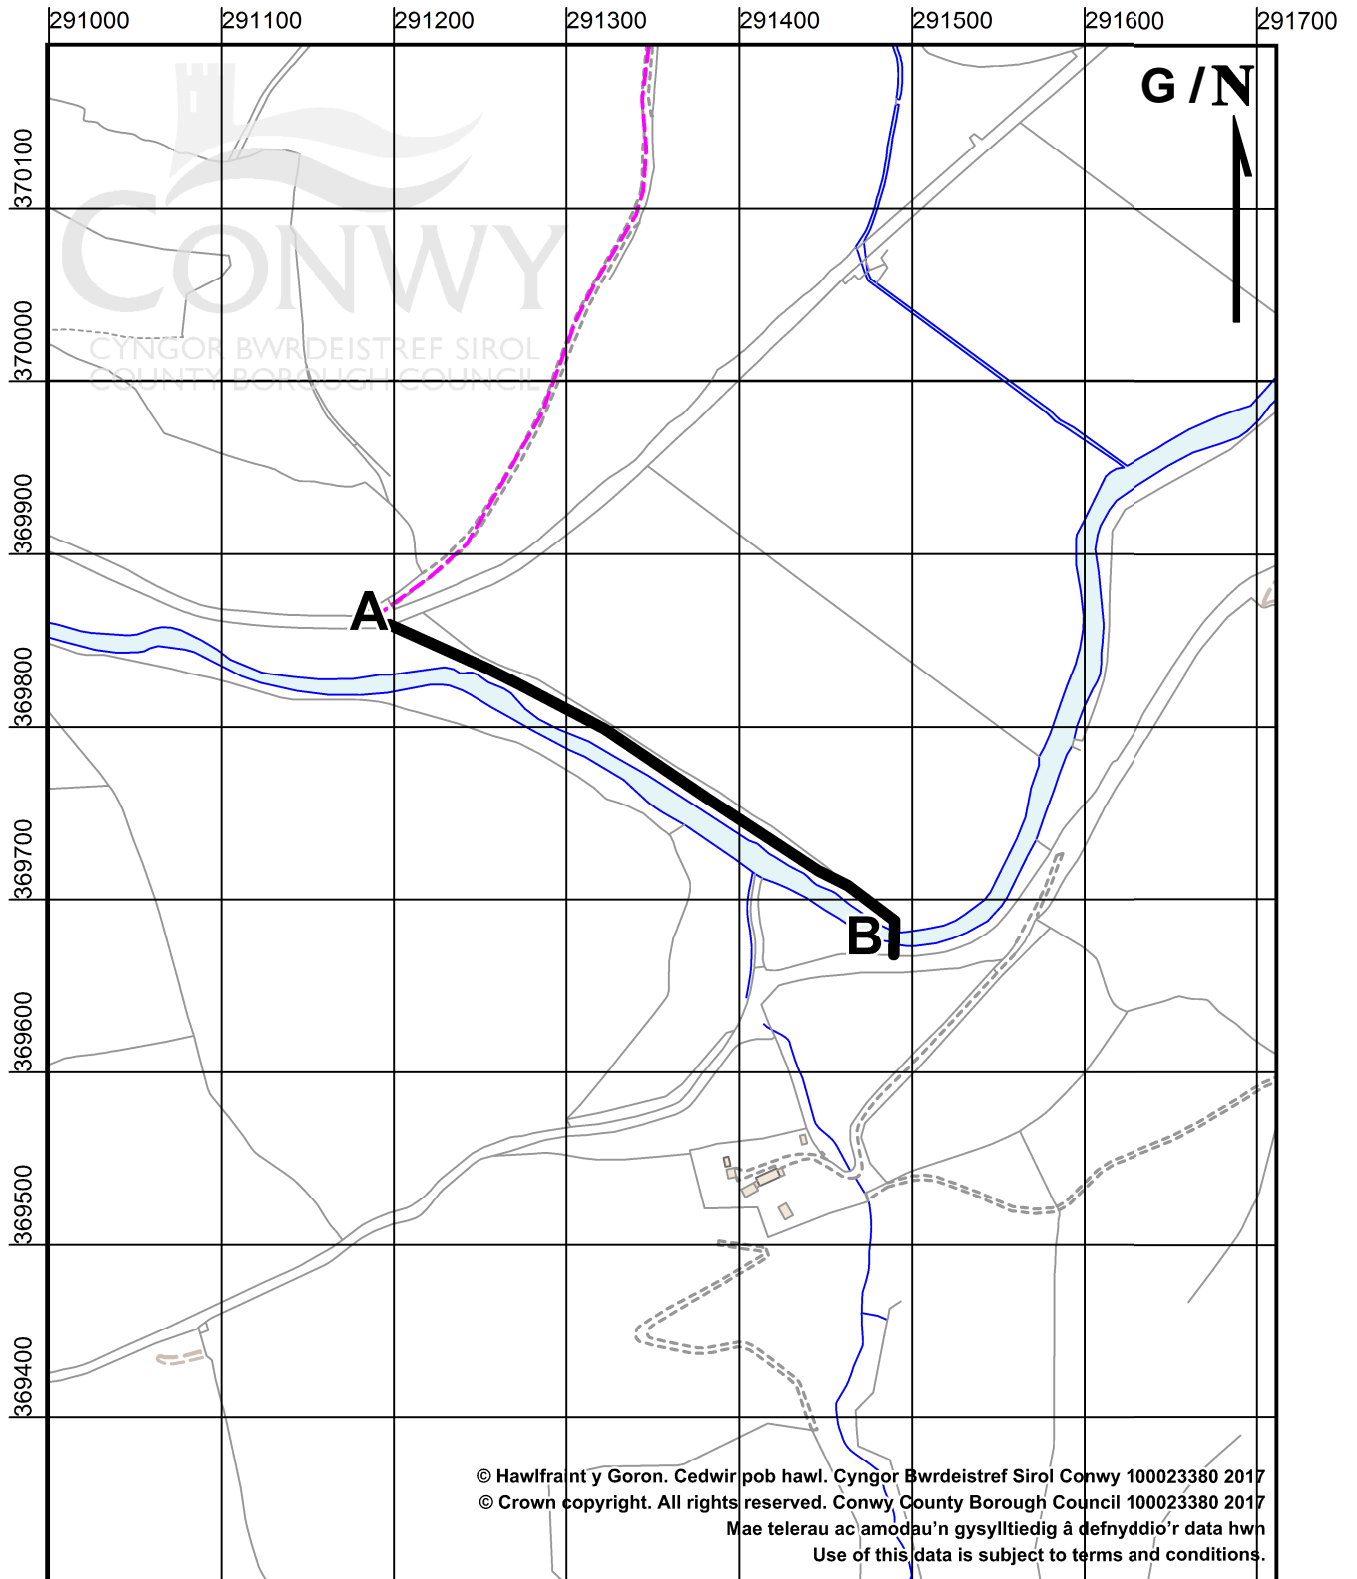 291000 291100 291200 291300 291400 291500 291600 291700
G / N
370100
370000
369900
369800
369700
369600
369500
369400
CONWY
CYNGOR BWRDEISTREF SIROL
COUNTY BOROUGH COUNCIL
A
B
© Hawlfraint y Goron. Cedwir pob hawl. Cyngor Bwrdeistref Sirol Conwy 100023380 2017
© Crown copyright. All rights reserved. Conwy County Borough Council 100023380 2017
Mae telerau ac amodau’n gysylltiedig â defnyddio’r data hwn
Use of this data is subject to terms and conditions.